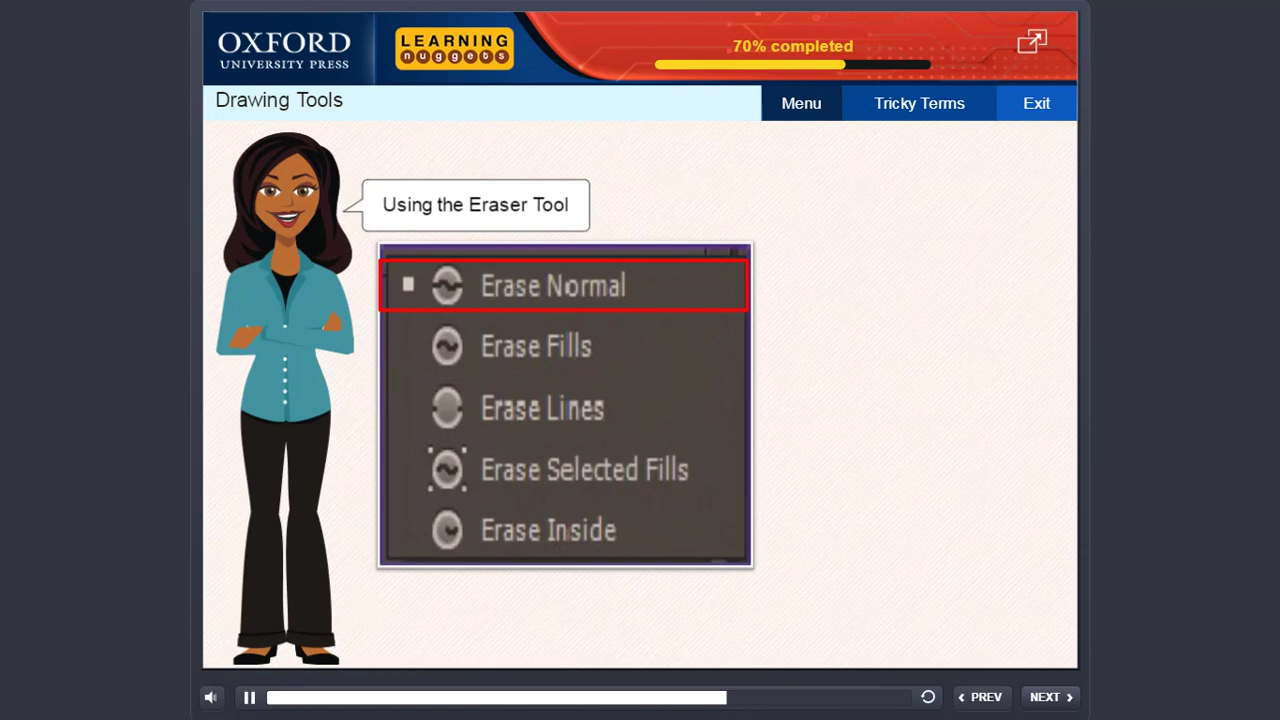 OXFORD
UNIVERSITY PRESS
LEARNING
nuggets
70% completed
Drawing Tools
Menu
Tricky Terms
Exit
Using the Eraser Tool
Erase Normal
Erase Fills
Erase Lines
Erase Selected Fills
Erase Inside
PREV
NEXT